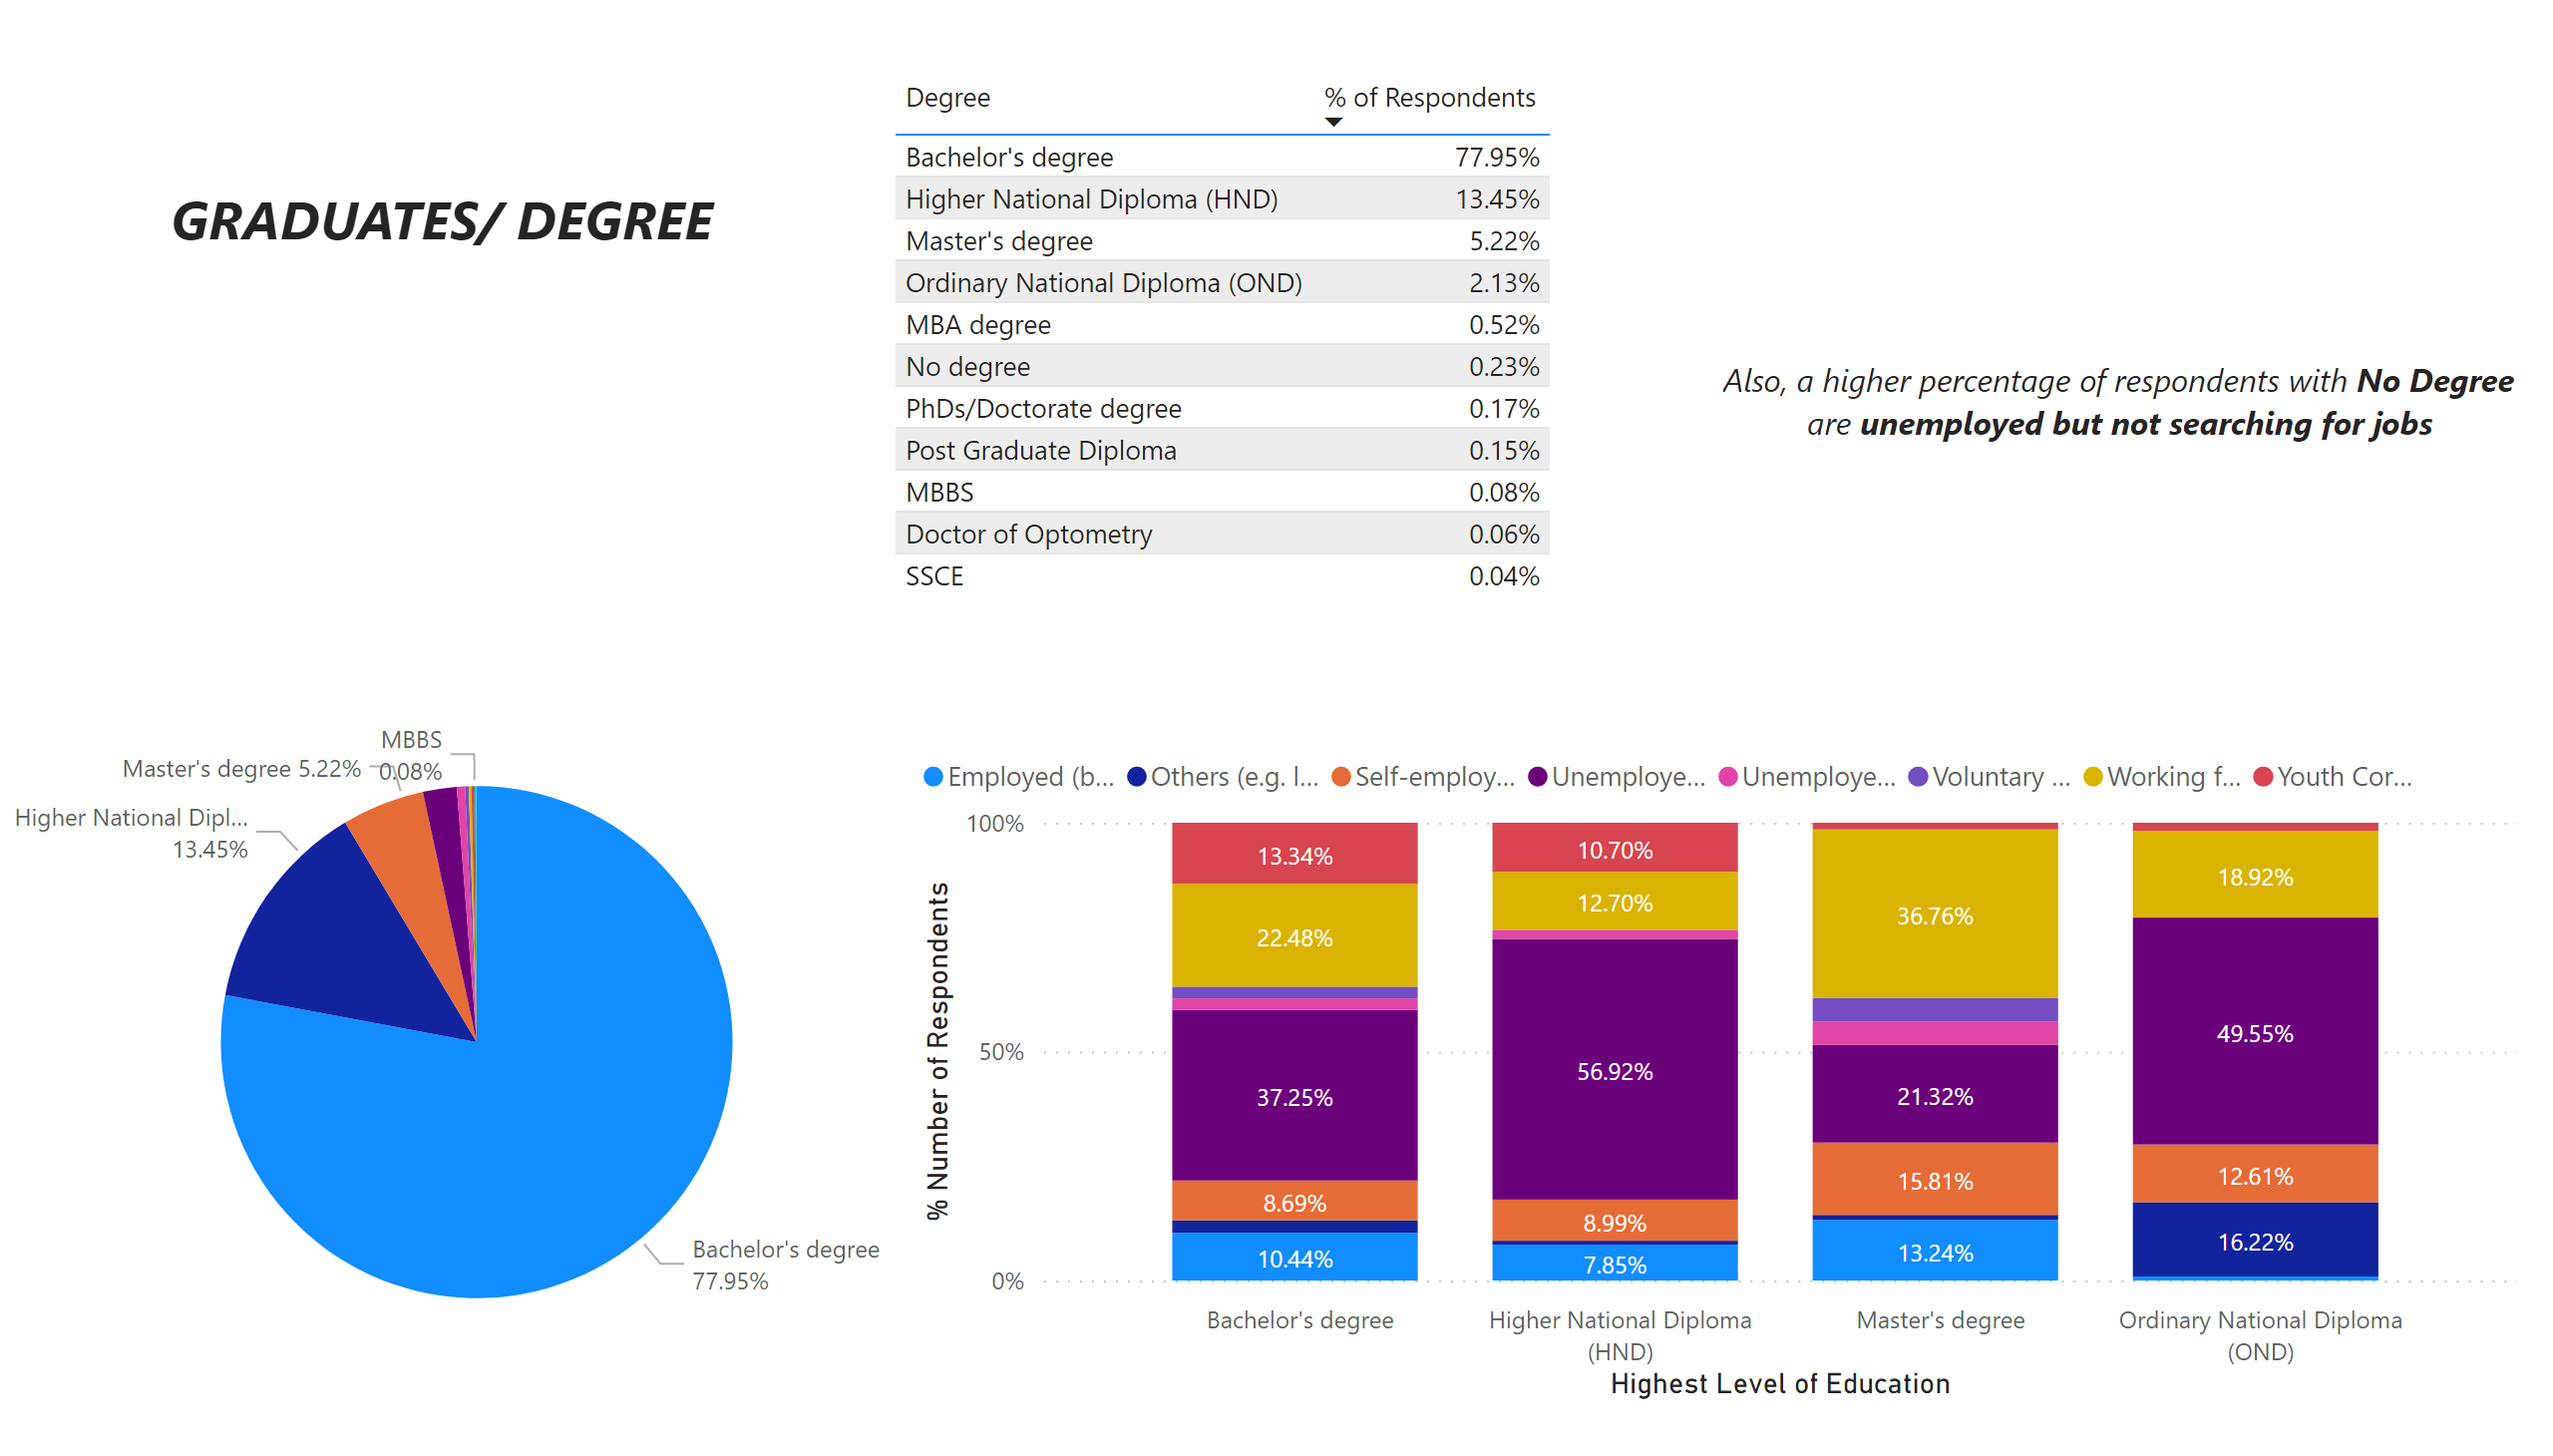 GRADUATES/ DEGREE
Degree % of Respondents
Bachelor's degree 77.95%
Higher National Diploma (HND) 13.45%
Master's degree 5.22%
Ordinary National Diploma (OND) 2.13%
MBA degree 0.52%
No degree 0.23%
PhDs/Doctorate degree 0.17%
Post Graduate Diploma 0.15%
MBBS 0.08%
Doctor of Optometry 0.06%
SSCE 0.04%
Also, a higher percentage of respondents with No Degree
are unemployed but not searching for jobs
MBBS
0.08%
Master's degree 5.22%
Higher National Dipl...
13.45%
Bachelor's degree
77.95%
Employed (b... Others (e.g. l... Self-employ... Unemploye... Unemploye... Voluntary ... Working f... Youth Cor...
% Number of Respondents
100%
50%
0%
13.34%
22.48%
37.25%
8.69%
10.44%
10.70%
12.70%
56.92%
8.99%
7.85%
36.76%
21.32%
15.81%
13.24%
18.92%
49.55%
12.61%
16.22%
Bachelor's degree
Higher National Diploma
(HND)
Master's degree
Ordinary National Diploma
(OND)
Highest Level of Education